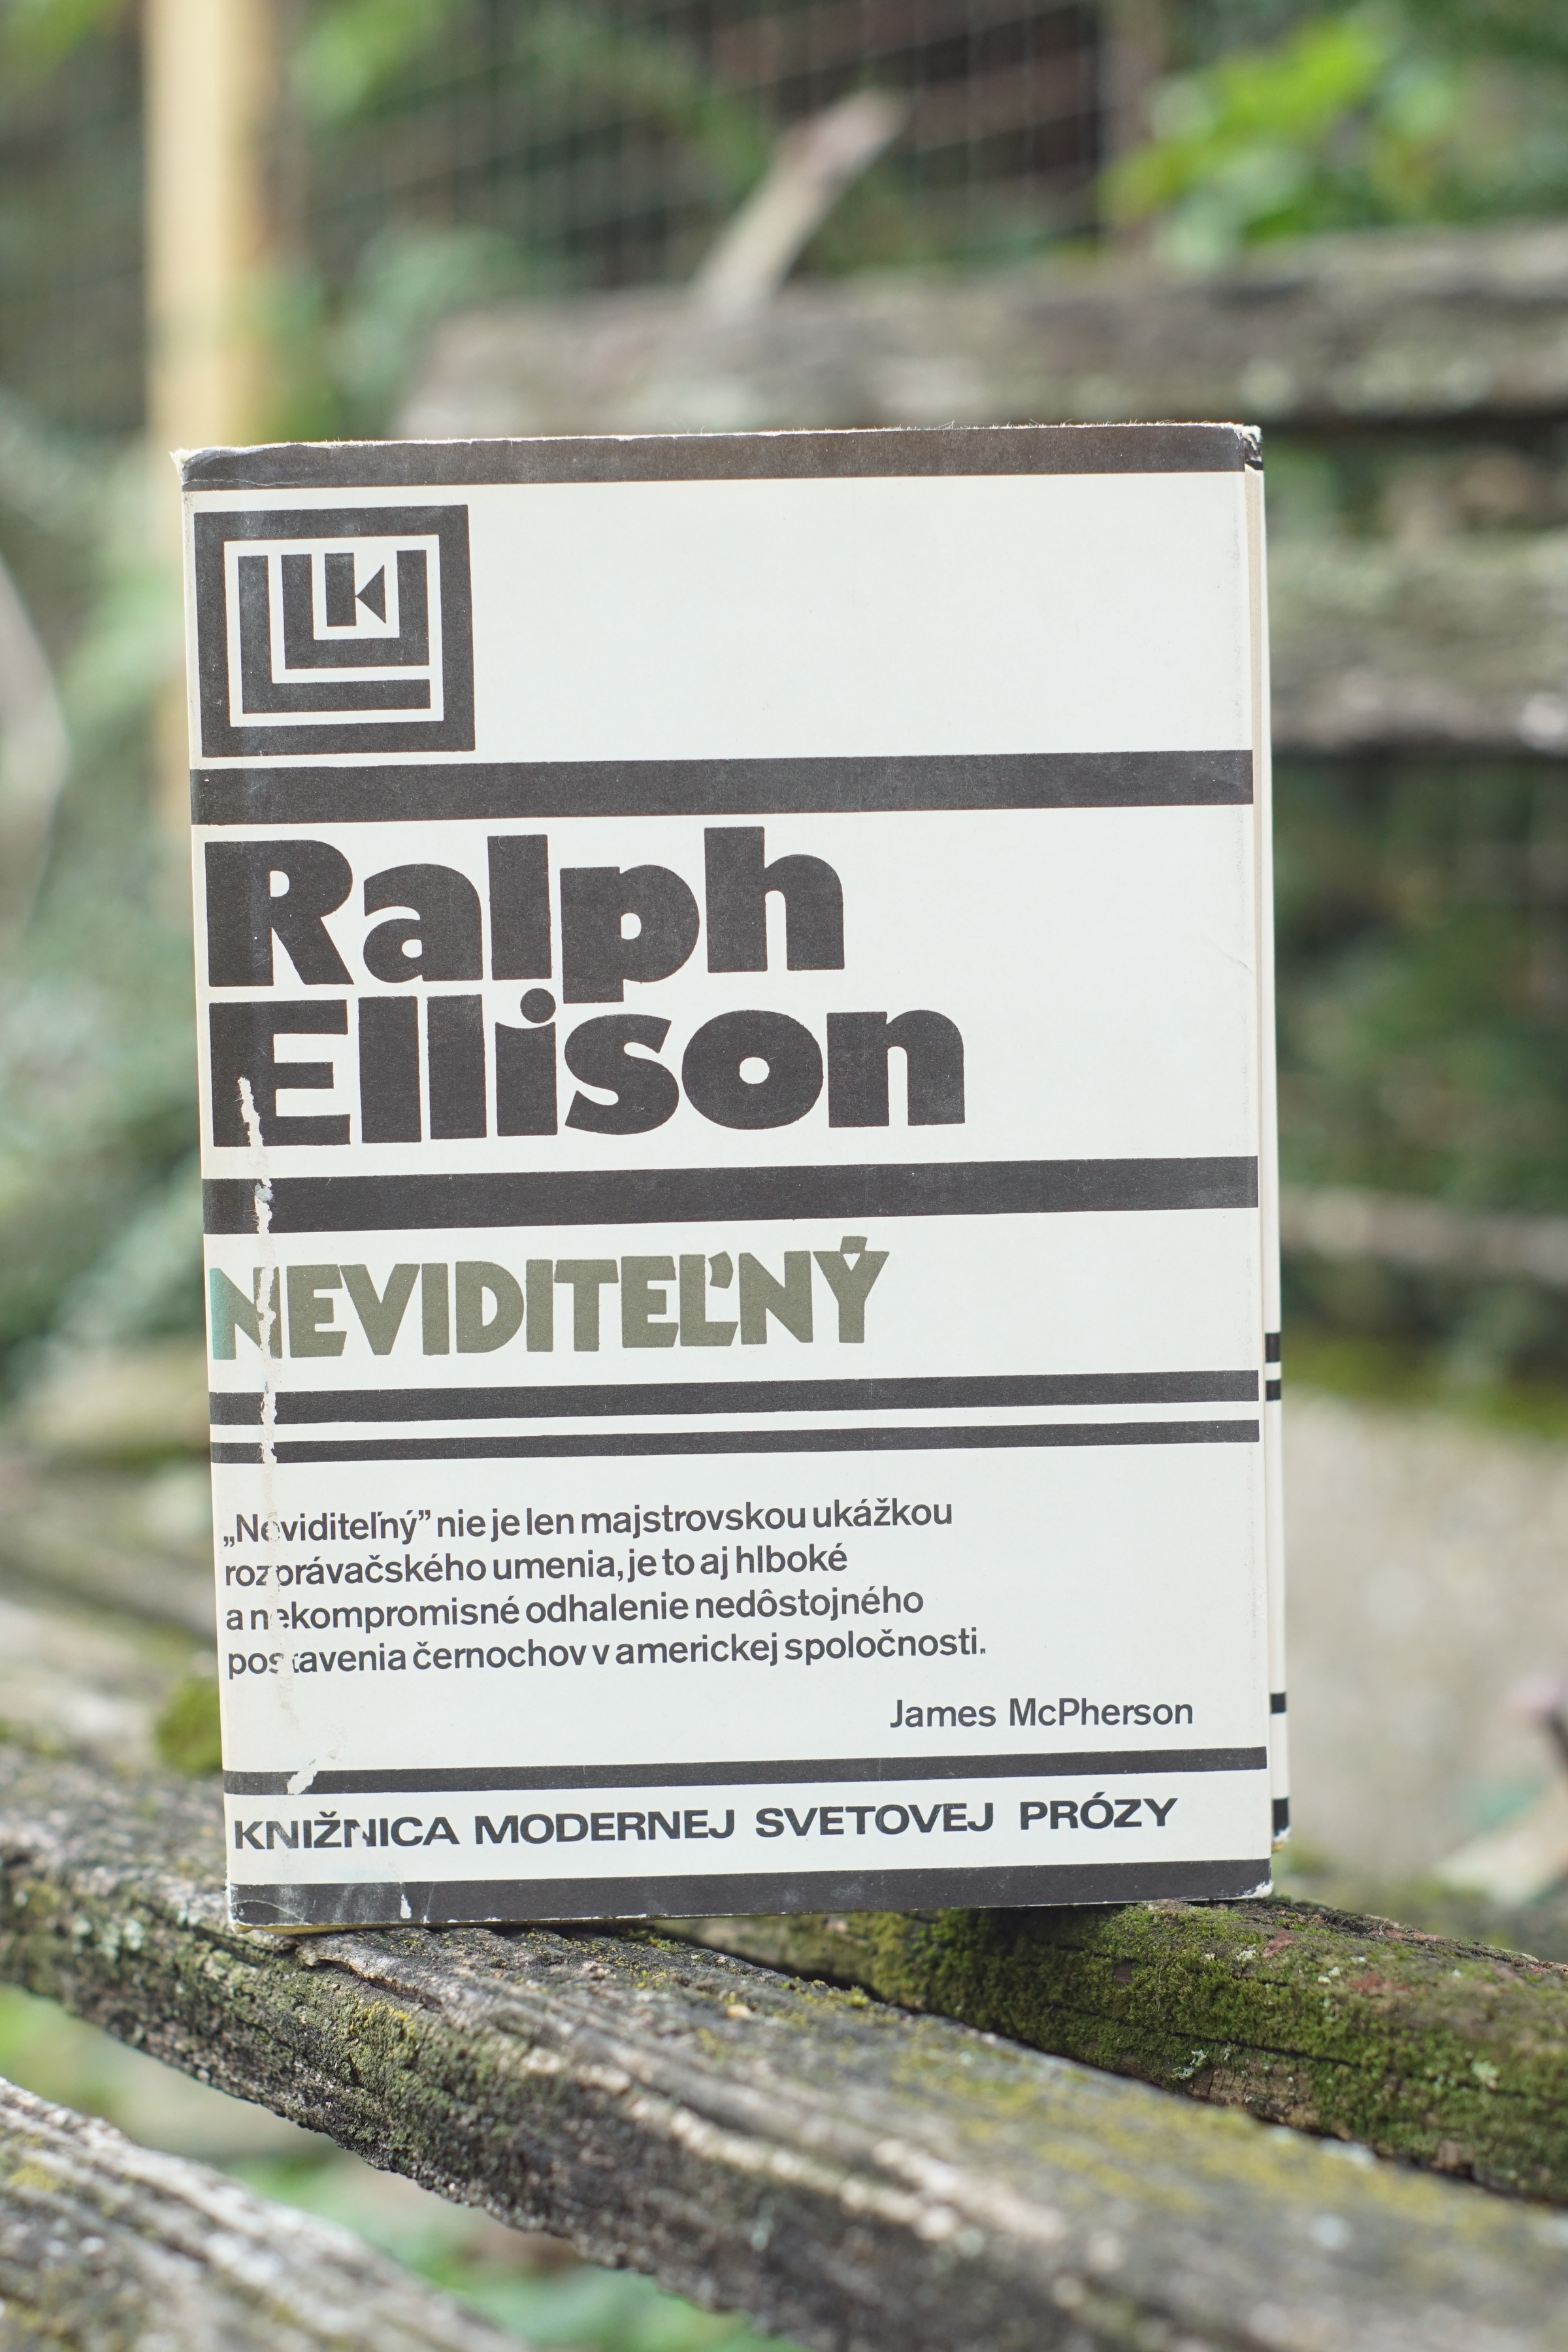 Ralph
Ellison
NEVIDITEĽNÝ
„Neviditeľný” nie je len majstrovskou ukážkou
rozprávačského umenia, je to aj hlboké
a nekompromisné odhalenie nedôstojného
postavenia černochov v americkej spoločnosti.
James McPherson
KNIŽNICA MODERNEJ SVETOVEJ PRÓZY